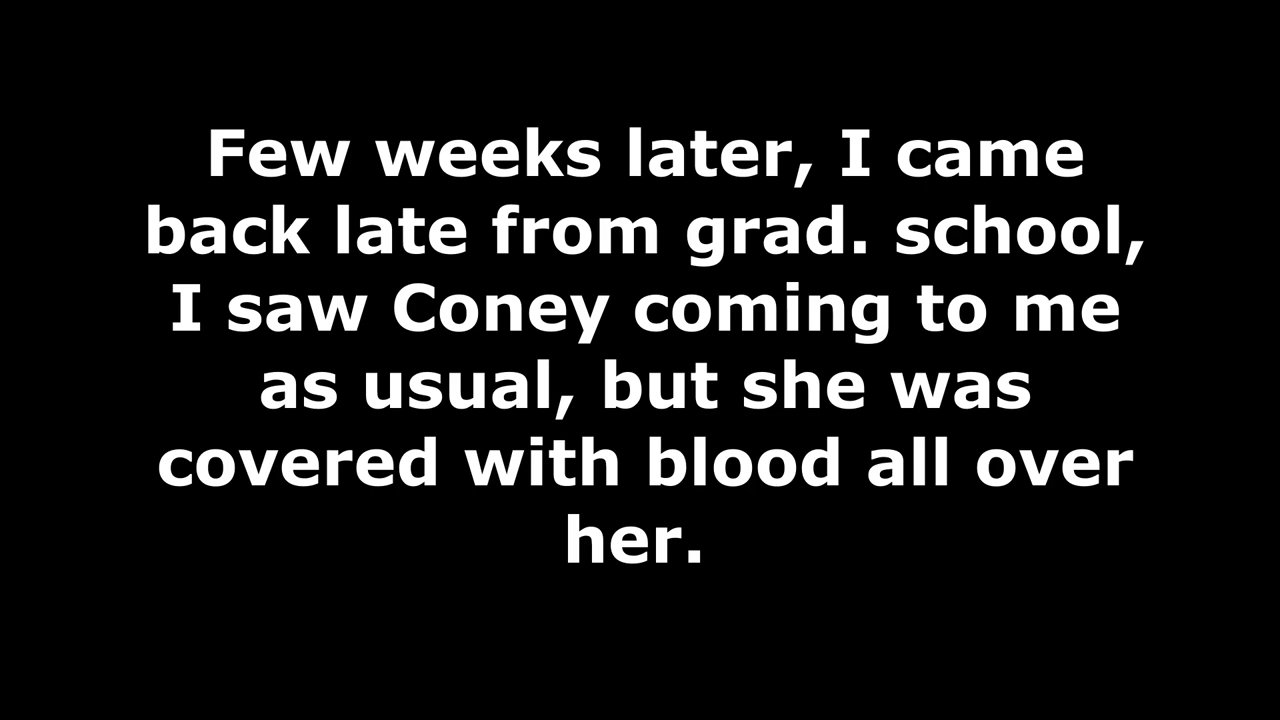 Few weeks later, I came
back late from grad. school,
I saw Coney coming to me
as usual, but she was
covered with blood all over
her.